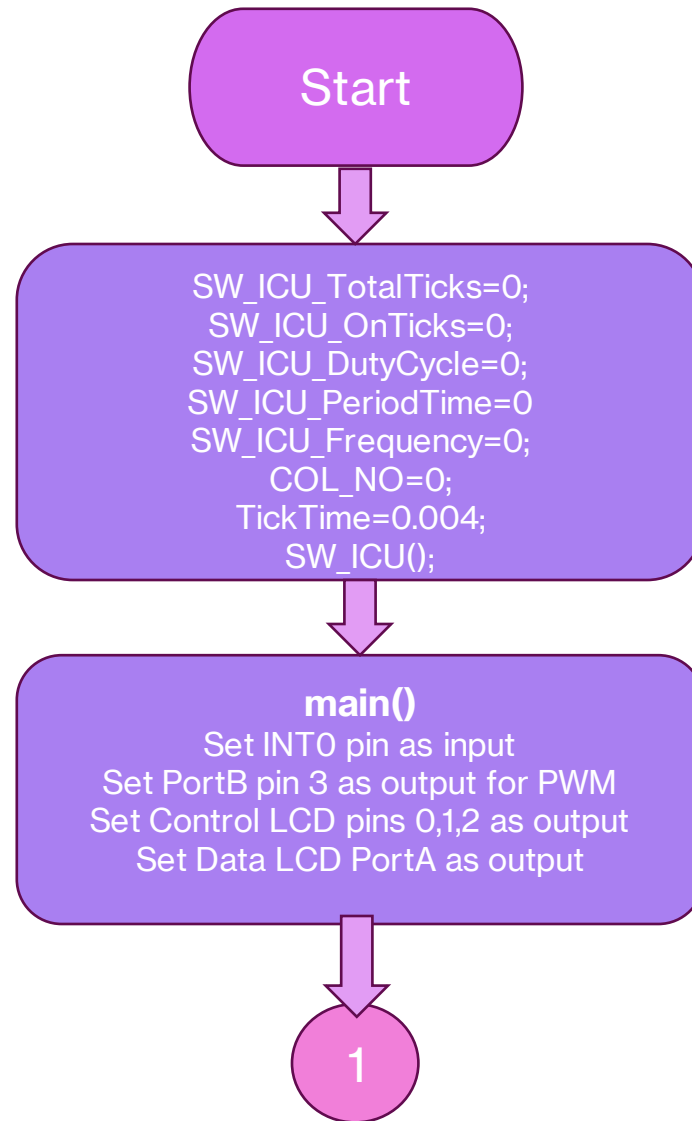 Start
SW_ICU_TotalTicks=0;
SW_ICU_OnTicks=0;
SW_ICU_DutyCycle=0;
SW_ICU_PeriodTime=0
SW_ICU_Frequency=0;
COL_NO=0;
TickTime=0.004;
SW_ICU();
main()
Set INT0 pin as input
Set PortB pin 3 as output for PWM
Set Control LCD pins 0,1,2 as output
Set Data LCD PortA as output
1